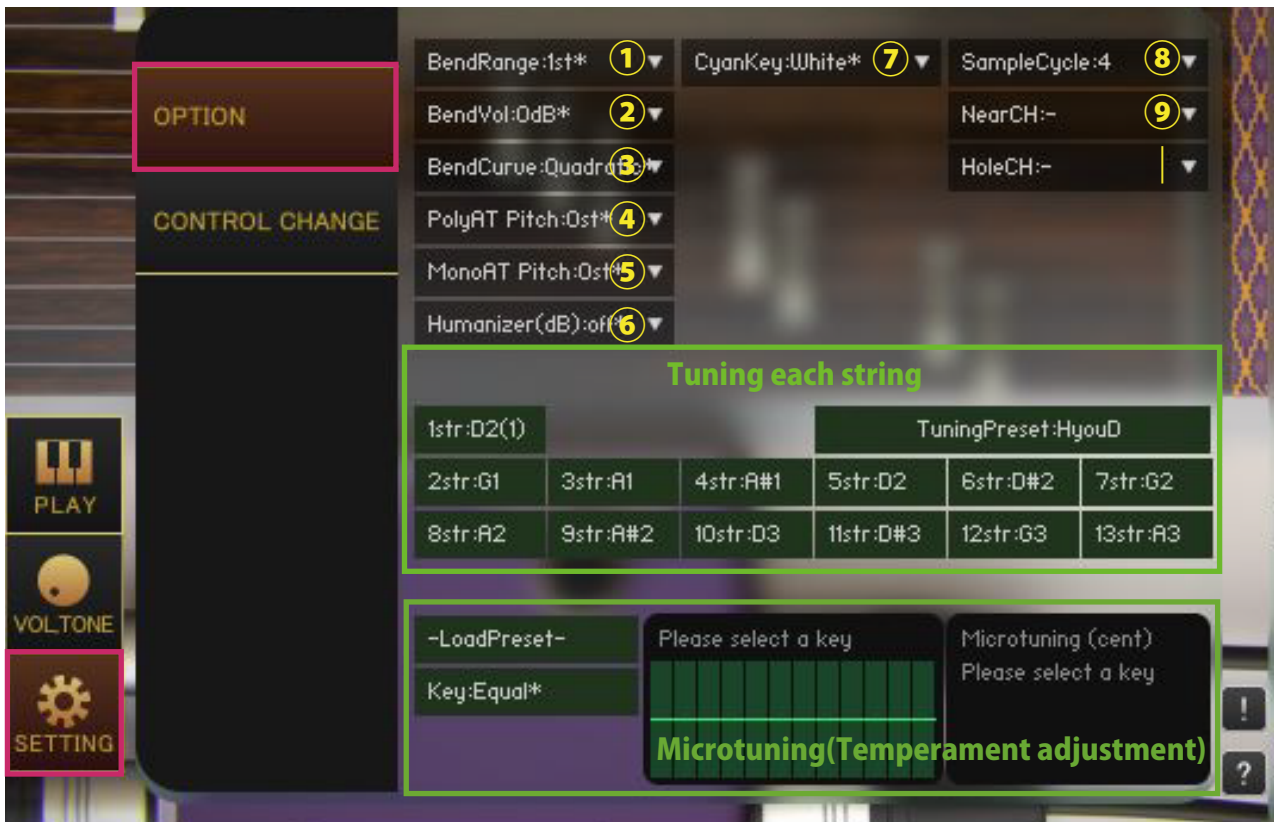 OPTION
CONTROL CHANGE
PLAY
VOL,TONE
SETTING
BendRange:1st* ① ▼
BendVol:0dB* ② ▼
BendCurve:Quadratic* ③ ▼
PolyAT Pitch:0st* ④ ▼
MonoAT Pitch:0st* ⑤ ▼
Humanizer(dB):off* ⑥ ▼
CyanKey:White* ⑦ ▼
SampleCycle:4 ⑧ ▼
NearCH:- ⑨ ▼
HoleCH:- ▼
Tuning each string
1str:D2(1) TuningPreset:HyouD
2str:G1 3str:A1 4str:A#1 5str:D2 6str:D#2 7str:G2
8str:A2 9str:A#2 10str:D3 11str:D#3 12str:G3 13str:A3
-LoadPreset-
Key:Equal*
Please select a key
Microtuning (cent)
Please select a key
Microtuning(Temperament adjustment)
!
?